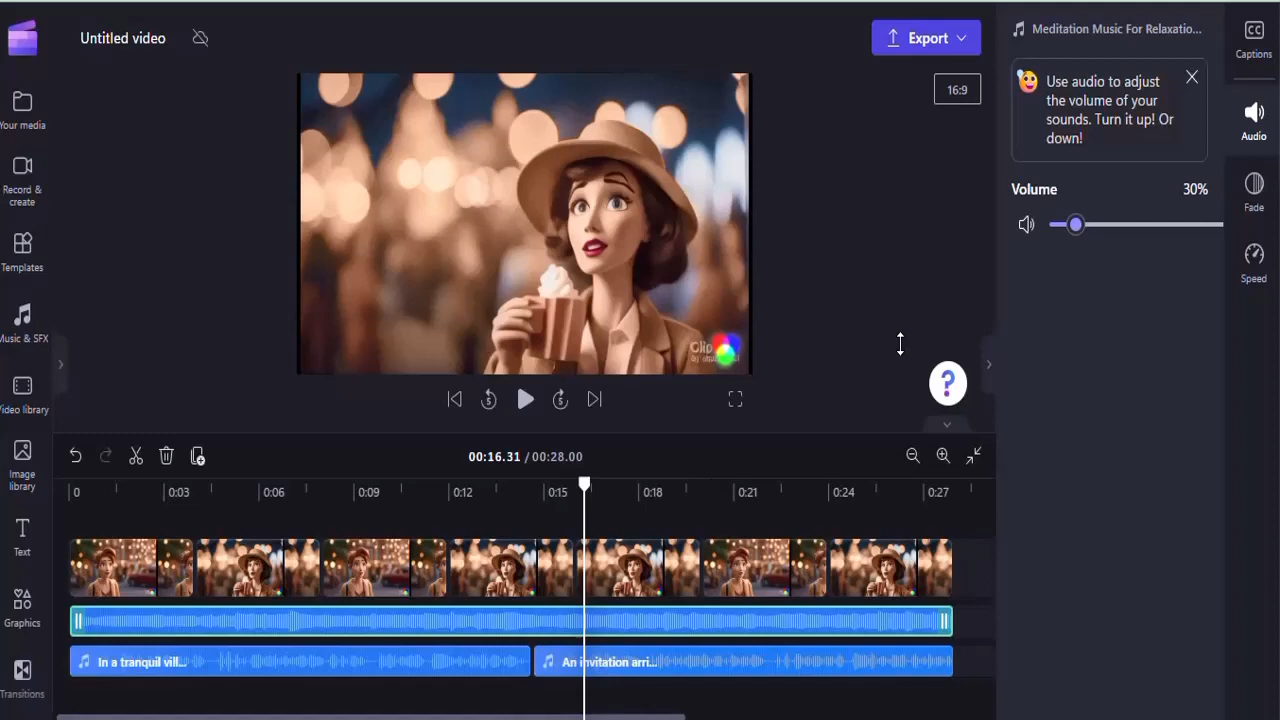 Untitled video
Export
16:9
Meditation Music For Relaxatio...
Use audio to adjust
the volume of your
sounds. Turn it up! Or
down!
Volume 30%
Captions
Audio
Fade
Speed
Your media
Record &
create
Templates
Music & SFX
Video library
Image
library
Text
Graphics
Transitions
Clip
5
5
?
00:16.31 / 00:28.00
0 0:03 0:06 0:09 0:12 0:15 0:18 0:21 0:24 0:27
In a tranquil vill...
An invitation arri...